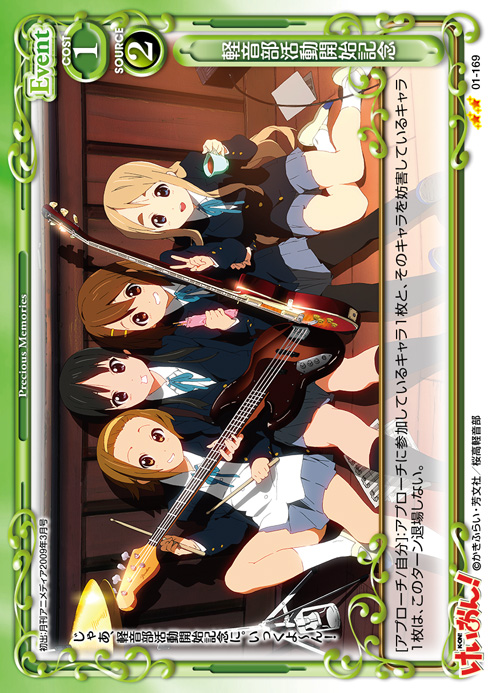 Event
COST
1
SOURCE
2
軽音部活動開始記念
Precious Memories
初出:月刊アニメディア2009年3月号
じゃあ、軽音部活動開始記念に。いっくよ〜ん!
[アプローチ/自分]:アプローチに参加しているキャラ1枚と、そのキャラを妨害しているキャラ
1枚は、このターン退場しない。
けいおん!
K-ON!
©かきふらい・芳文社/桜高軽音部
01-169